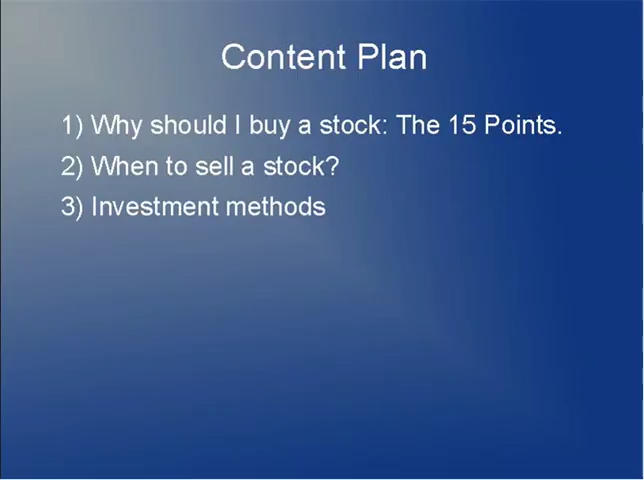 Content Plan
1) Why should I buy a stock: The 15 Points.
2) When to sell a stock?
3) Investment methods